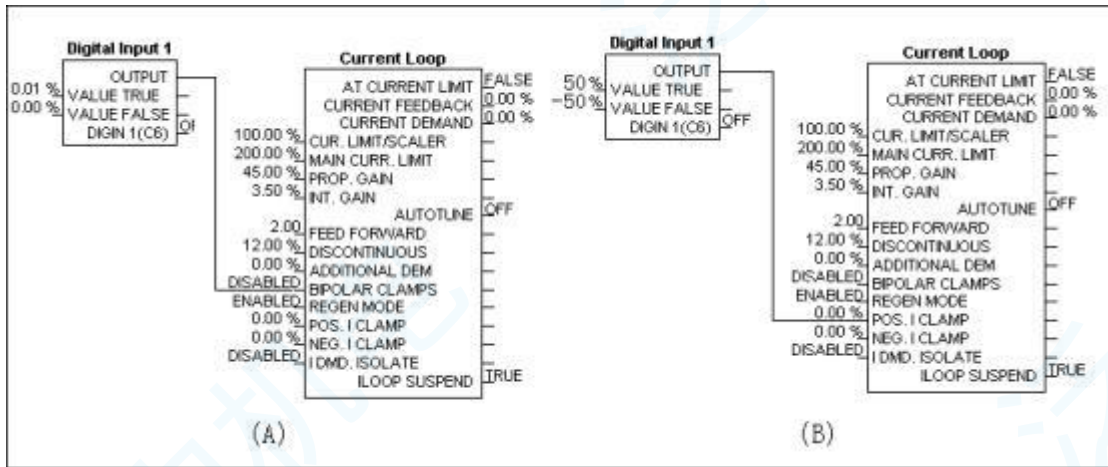 Digital Input 1
OUTPUT
0.01 %
VALUE TRUE
0.00 %
VALUE FALSE
DIGIN 1(C6)
Current Loop
AT CURRENT LIMIT
FALSE
CURRENT FEEDBACK
0.00 %
CURRENT DEMAND
0.00 %
100.00 %
CUR. LIMIT/SCALER
200.00 %
MAIN CURR. LIMIT
45.00 %
PROP. GAIN
3.50 %
INT. GAIN
AUTOTUNE
OFF
2.00
FEED FORWARD
12.00 %
DISCONTINUOUS
0.00 %
ADDITIONAL DEM
DISABLED
BIPOLAR CLAMPS
ENABLED
REGEN MODE
0.00 %
POS. I CLAMP
0.00 %
NEG. I CLAMP
DISABLED
I DMD. ISOLATE
ILOOP SUSPEND
TRUE
(A)
Digital Input 1
OUTPUT
50 %
VALUE TRUE
-50 %
VALUE FALSE
DIGIN 1(C6)
OFF
Current Loop
AT CURRENT LIMIT
FALSE
CURRENT FEEDBACK
0.00 %
CURRENT DEMAND
0.00 %
100.00 %
CUR. LIMIT/SCALER
200.00 %
MAIN CURR. LIMIT
45.00 %
PROP. GAIN
3.50 %
INT. GAIN
AUTOTUNE
OFF
2.00
FEED FORWARD
12.00 %
DISCONTINUOUS
0.00 %
ADDITIONAL DEM
DISABLED
BIPOLAR CLAMPS
ENABLED
REGEN MODE
0.00 %
POS. I CLAMP
0.00 %
NEG. I CLAMP
DISABLED
I DMD. ISOLATE
ILOOP SUSPEND
TRUE
(B)